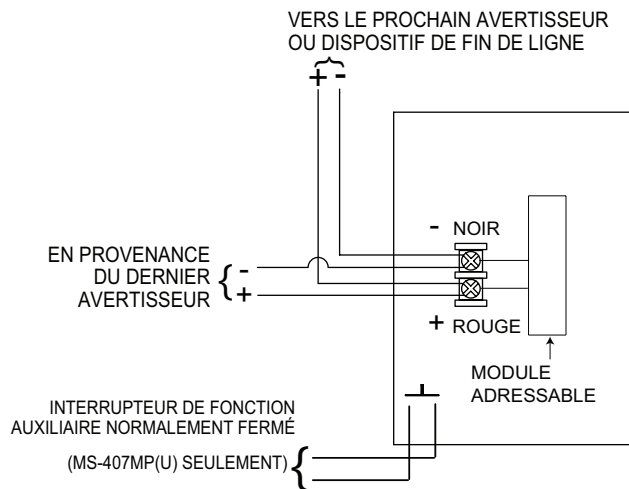 VERS LE PROCHAIN AVERTISSEUR
OU DISPOSITIF DE FIN DE LIGNE
+ -
- NOIR
EN PROVENANCE
DU DERNIER
AVERTISSEUR
-
+
+ ROUGE
MODULE
ADRESSABLE
INTERRUPTEUR DE FONCTION
AUXILIAIRE NORMALEMENT FERMÉ
(MS-407MP(U) SEULEMENT)